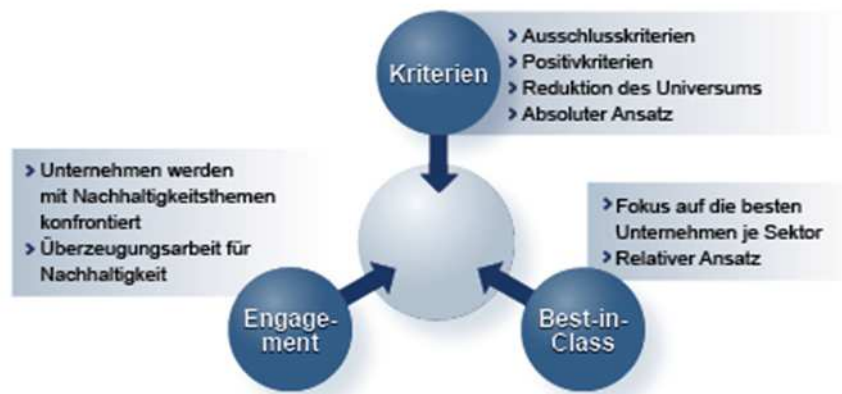 Kriterien
> Ausschlusskriterien
> Positivkriterien
> Reduktion des Universums
> Absoluter Ansatz
> Unternehmen werden
mit Nachhaltigkeitsthemen
konfrontiert
> Überzeugungsarbeit für
Nachhaltigkeit
Engage-
ment
> Fokus auf die besten
Unternehmen je Sektor
> Relativer Ansatz
Best-in-
Class